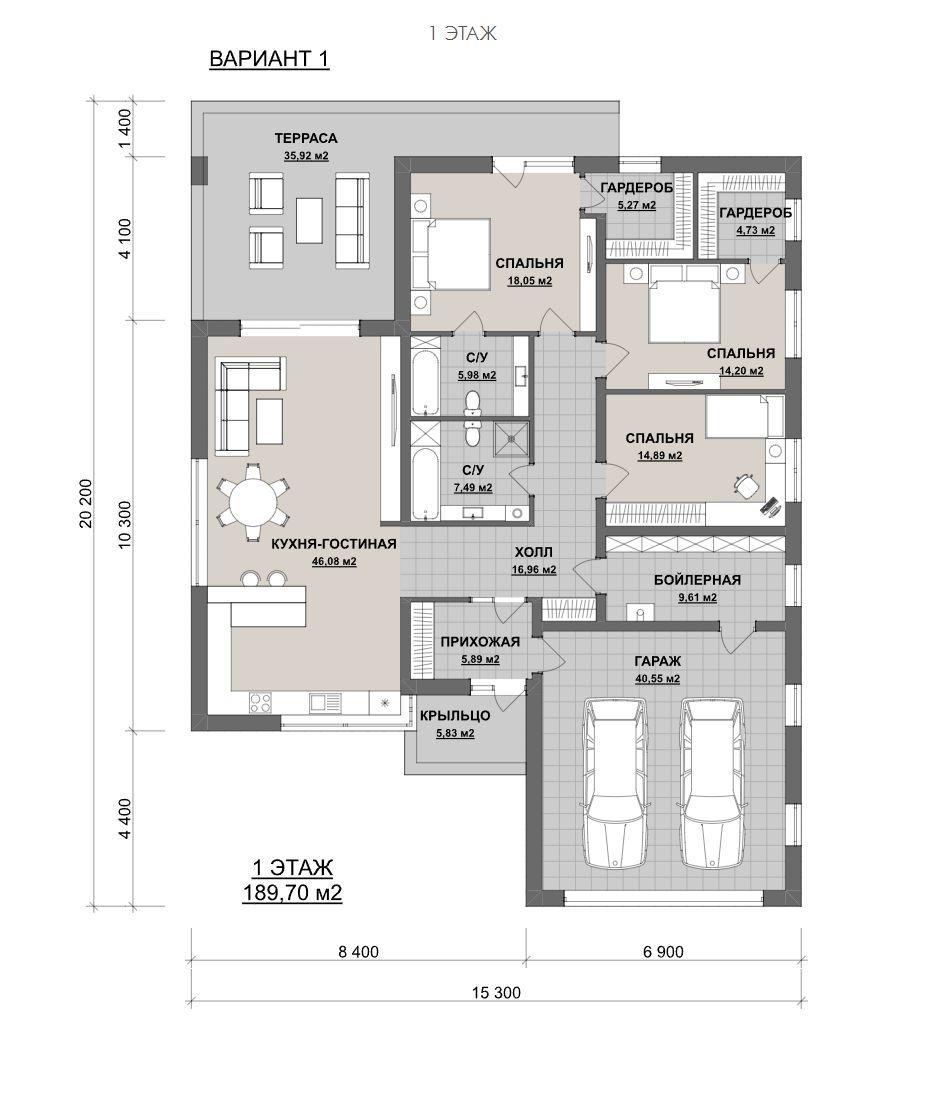 1 ЭТАЖ
ВАРИАНТ 1
1 400
4 100
10 300
20 200
4 400
ТЕРРАСА
35,92 м2
ГАРДЕРОБ
5,27 м2
ГАРДЕРОБ
4,73 м2
СПАЛЬНЯ
18,05 м2
СПАЛЬНЯ
14,20 м2
С/У
5,98 м2
СПАЛЬНЯ
14,89 м2
С/У
7,49 м2
КУХНЯ-ГОСТИНАЯ
46,08 м2
ХОЛЛ
16,96 м2
БОЙЛЕРНАЯ
9,61 м2
ПРИХОЖАЯ
5,89 м2
ГАРАЖ
40,55 м2
КРЫЛЬЦО
5,83 м2
1 ЭТАЖ
189,70 м2
8 400
6 900
15 300